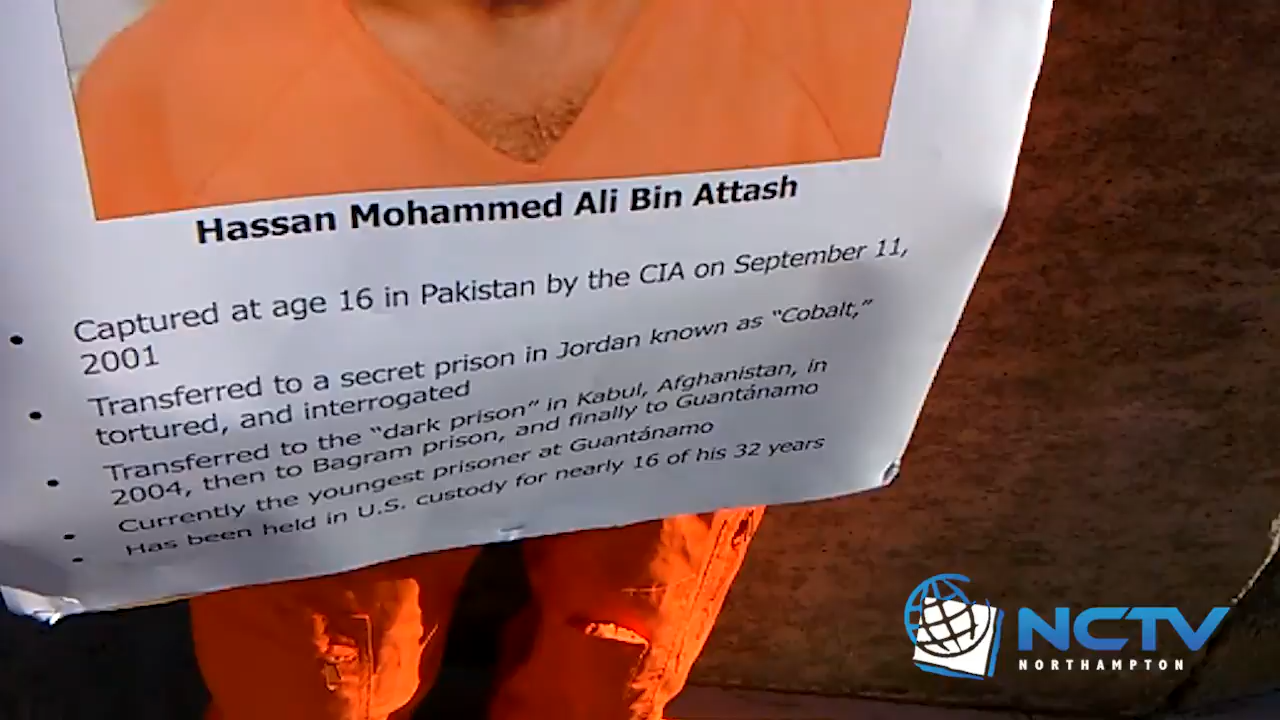 Hassan Mohammed Ali Bin Attash
• Captured at age 16 in Pakistan by the CIA on September 11,
2001
• Transferred to a secret prison in Jordan known as “Cobalt,”
tortured, and interrogated
• Transferred to the “dark prison” in Kabul, Afghanistan, in
2004, then to Bagram prison, and finally to Guantánamo
• Currently the youngest prisoner at Guantánamo
• Has been held in U.S. custody for nearly 16 of his 32 years
NCTV
NORTHAMPTON